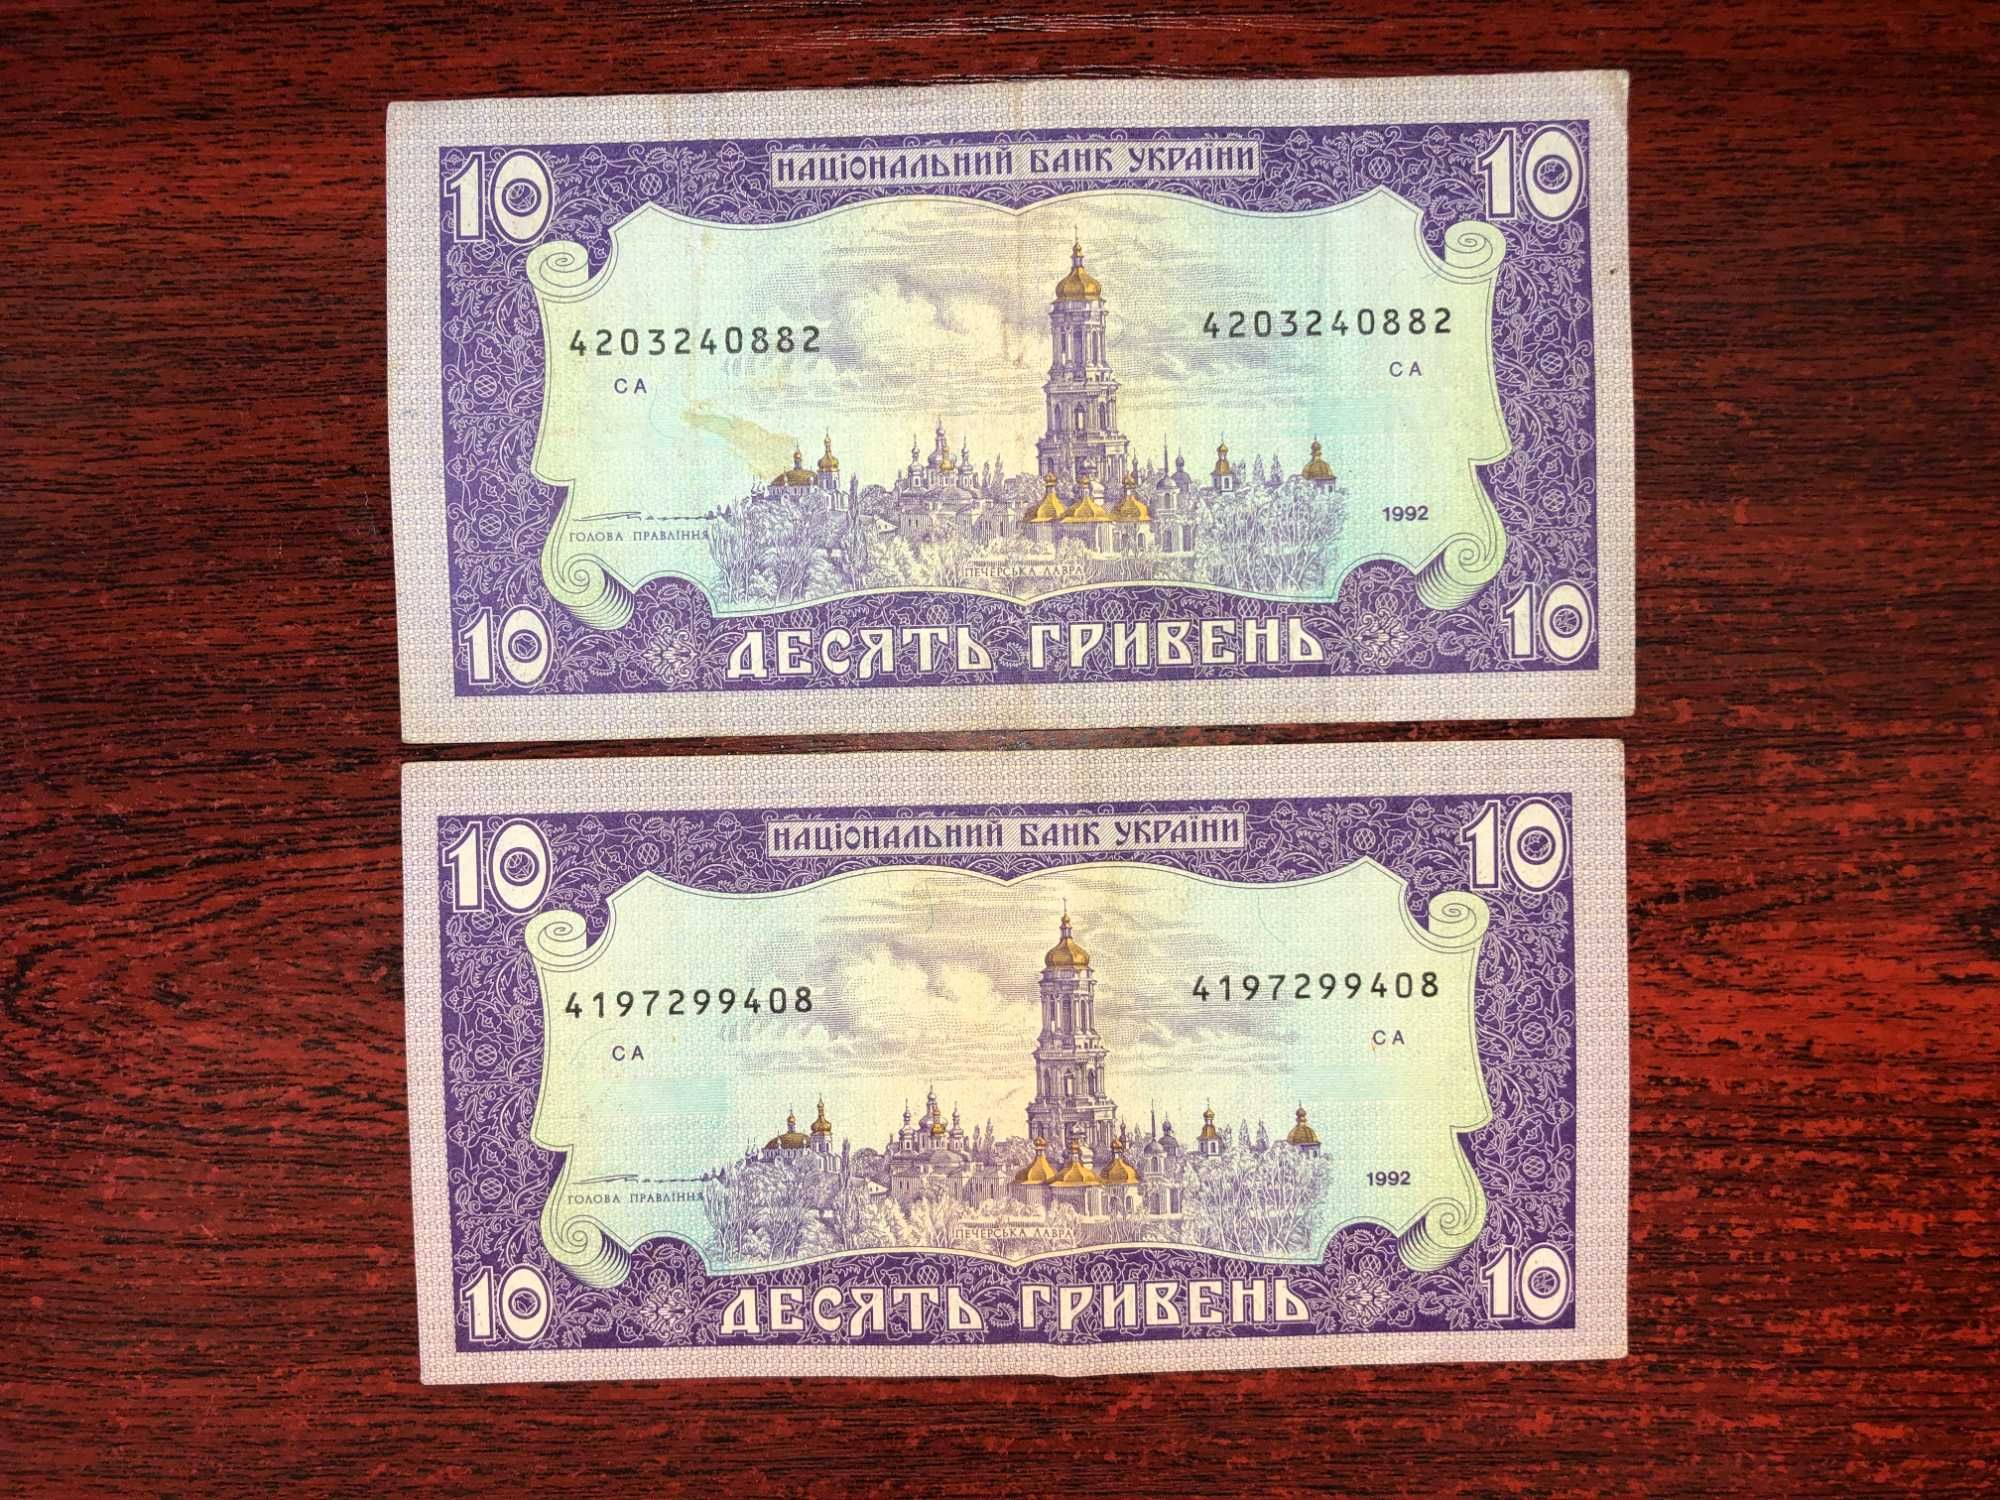 НАЦІОНАЛЬНИЙ БАНК УКРАЇНИ
10 10
4203240882 4203240882
СА СА
1992
ГОЛОВА ПРАВЛІННЯ
ПЕЧЕРСЬКА ЛАВРА
10 ДЕСЯТЬ ГРИВЕНЬ 10
НАЦІОНАЛЬНИЙ БАНК УКРАЇНИ
10 10
4197299408 4197299408
СА СА
1992
ГОЛОВА ПРАВЛІННЯ
ПЕЧЕРСЬКА ЛАВРА
10 ДЕСЯТЬ ГРИВЕНЬ 10